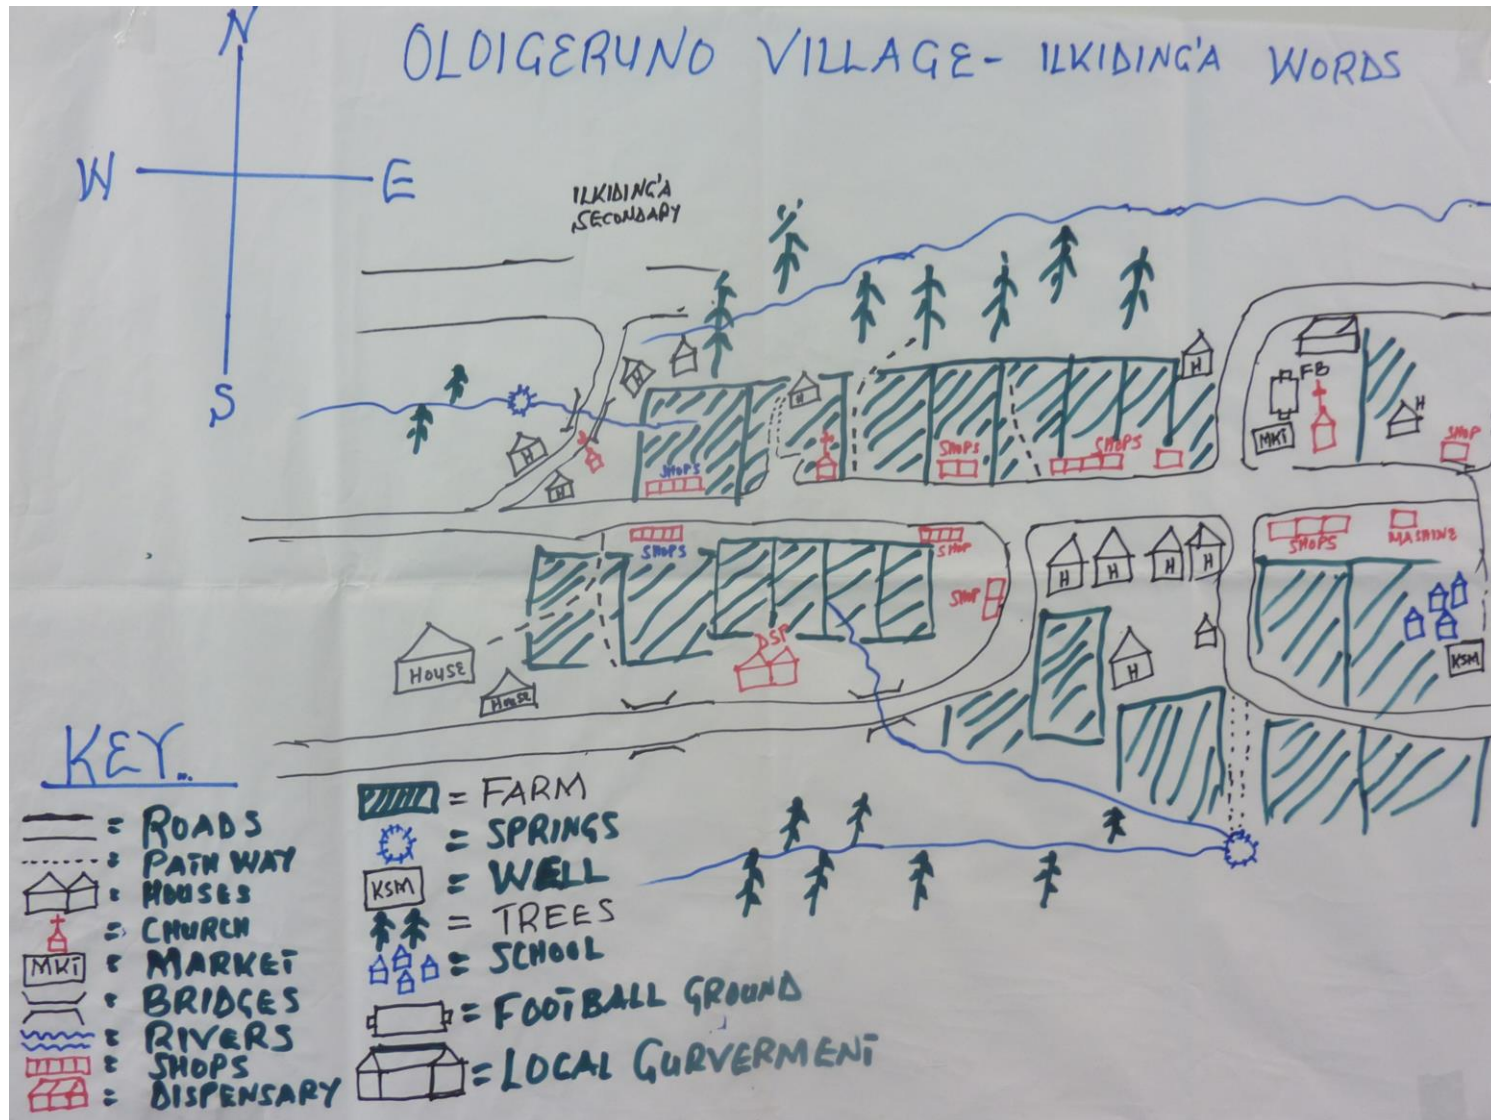 N
OLOIGERUNO VILLAGE- ILKIDING'A WORDS
W E
S
ILKIDING'A
SECONDARY
H
H
H
H
H
SHOPS
SHOPS
SHOPS
FB
MKT
H
SHOP
SHOPS
SHOP
SHOP
H H H H
H
SHOPS
MASHINE
KSM
DSP
HOUSE
HOUSE
KEY...
= ROADS
= PATH WAY
= HOUSES
= CHURCH
MKT = MARKET
= BRIDGES
= RIVERS
= SHOPS
= DISPENSARY
= FARM
= SPRINGS
KSM = WELL
= TREES
= SCHOOL
= FOOTBALL GROUND
= LOCAL GURVERMENT